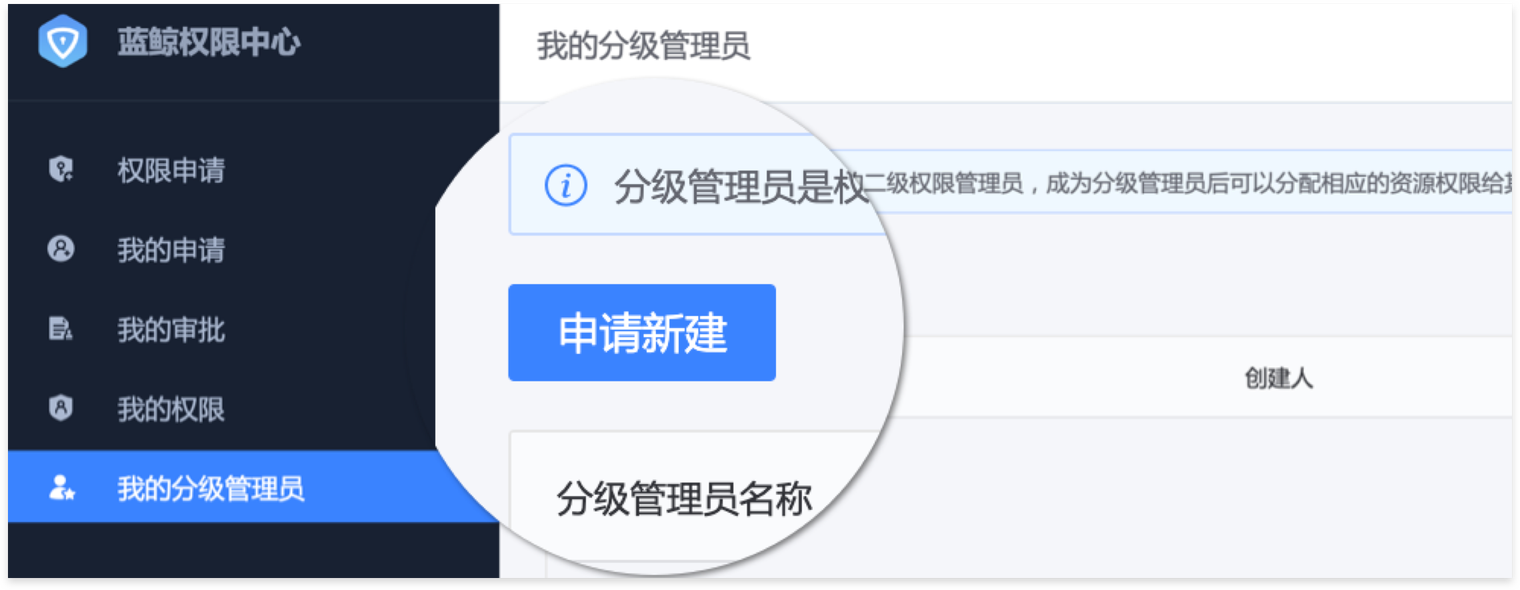 蓝鲸权限中心
我的分级管理员
权限申请
我的申请
我的审批
我的权限
我的分级管理员
分级管理员是权
二级权限管理员，成为分级管理员后可以分配相应的资源权限给
申请新建
创建人
分级管理员名称